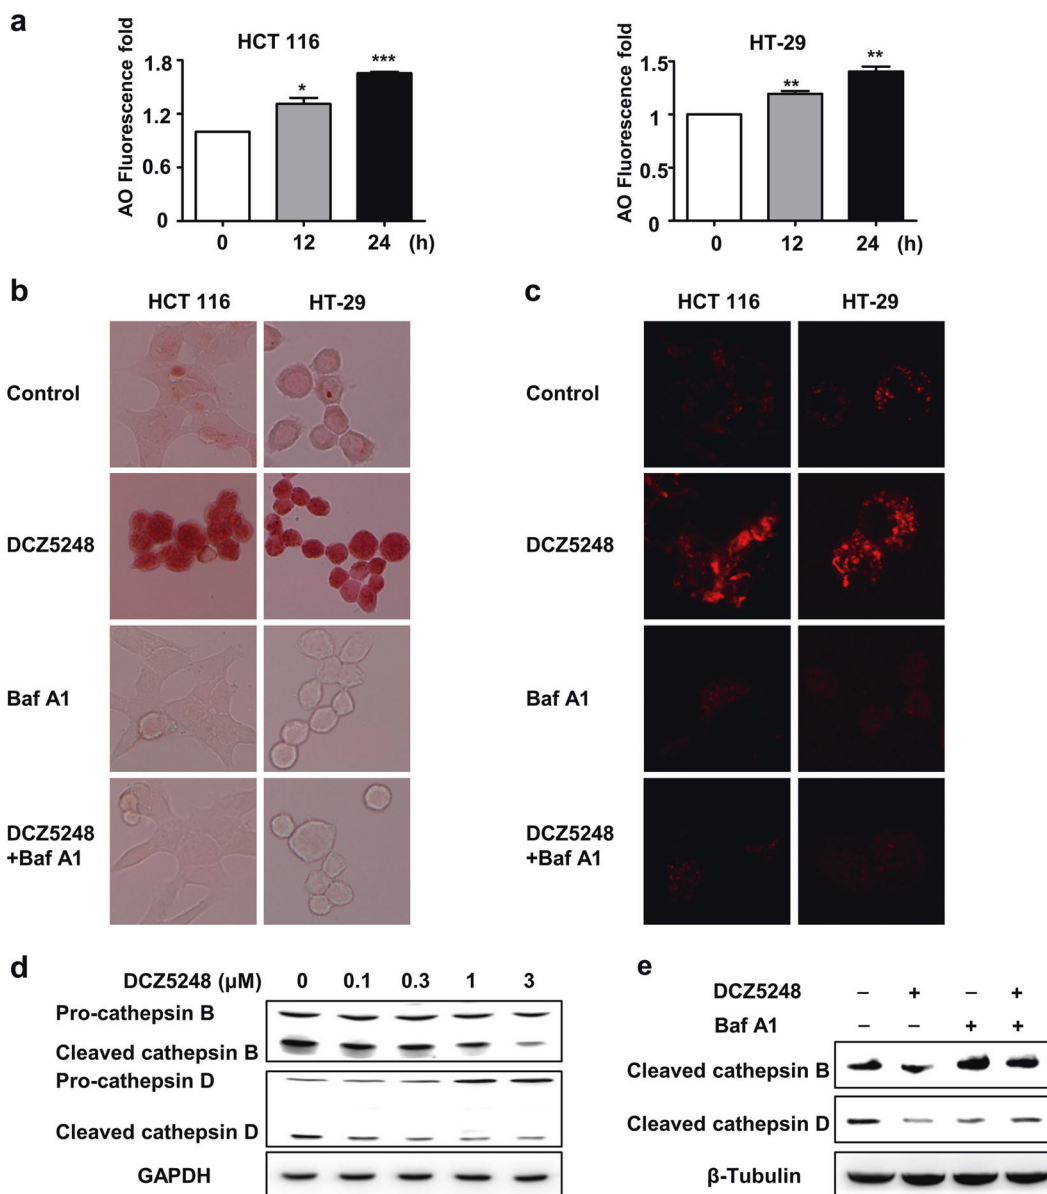 a
HCT 116
AO Fluorescence fold
1.8
1.2
0.6
0
*
***
0 12 24 (h)
HT-29
AO Fluorescence fold
1.5
1
0.5
0
**
**
0 12 24 (h)
b
HCT 116 HT-29
Control
DCZ5248
Baf A1
DCZ5248
+Baf A1
c
HCT 116 HT-29
Control
DCZ5248
Baf A1
DCZ5248
+Baf A1
d
DCZ5248 (μM) 0 0.1 0.3 1 3
Pro-cathepsin B
Cleaved cathepsin B
Pro-cathepsin D
Cleaved cathepsin D
GAPDH
e
DCZ5248 – + – +
Baf A1 – – + +
Cleaved cathepsin B
Cleaved cathepsin D
β-Tubulin